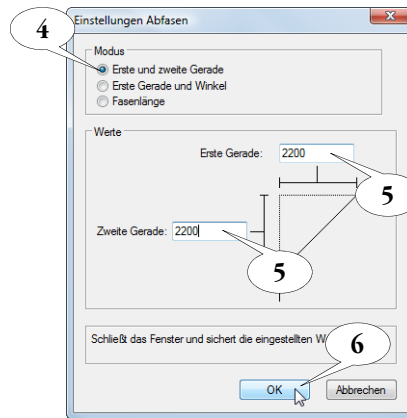 Einstellungen Abfasen
4
Modus
Erste und zweite Gerade
Erste Gerade und Winkel
Fasenlänge
Werte
Erste Gerade: 2200
5
Zweite Gerade: 2200
5
Schließt das Fenster und sichert die eingestellten
6
OK
Abbrechen